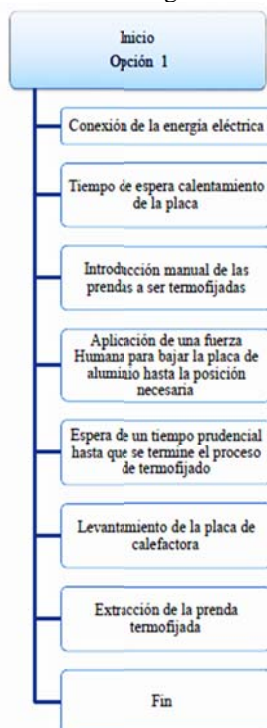 Inicio
Opción 1
Conexión de la energía eléctrica
Tiempo de espera calentamiento
de la placa
Introducción manual de las
prendas a ser termofijadas
Aplicación de una fuerza
Humana para bajar la placa de
aluminio hasta la posición
necesaria
Espera de un tiempo prudencial
hasta que se termine el proceso
de termofijado
Levantamiento de la placa de
calefactora
Extracción de la prenda
termofijada
Fin